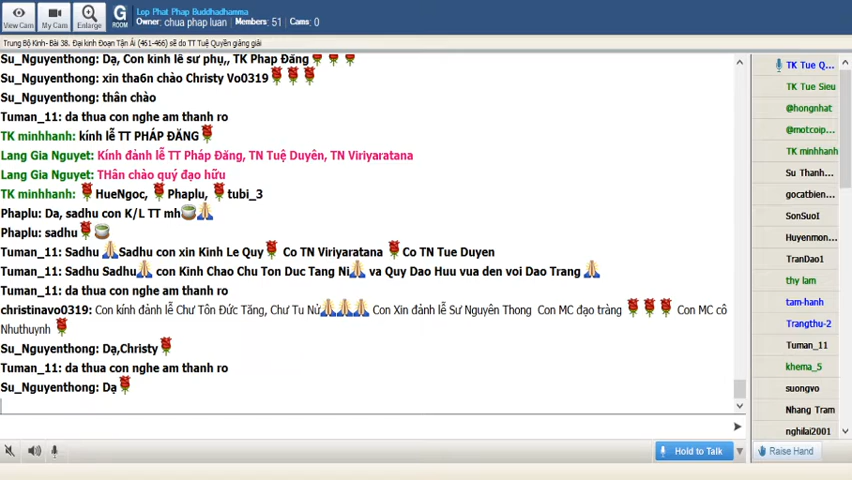 View Cam
My Cam
Enlarge
G
ROOM
Lop Phat Phap Buddhadhamma
Owner: chua phap luan Members: 51 Cams: 0
Trung Bộ Kinh- Bài 38. Đại kinh Đoạn Tận Ái (461-466) sẽ do TT Tuệ Quyền giảng giải
Su_Nguyenthong: Dạ, Con kính lễ sư phụ,, TK Phap Đăng
Su_Nguyenthong: xin tha6n chào Christy Vo0319
Su_Nguyenthong: thân chào
Tuman_11: da thua con nghe am thanh ro
TK minhhanh: kính lễ TT PHÁP ĐĂNG
Lang Gia Nguyet: Kính đảnh lễ TT Pháp Đăng, TN Tuệ Duyên, TN Viriyaratana
Lang Gia Nguyet: THân chào quý đạo hữu
TK minhhanh: HueNgoc, Phaplu, tubi_3
Phaplu: Da, sadhu con K/L TT mh
Phaplu: sadhu
Tuman_11: Sadhu Sadhu con xin Kinh Le Quy Co TN Viriyaratana Co TN Tue Duyen
Tuman_11: Sadhu Sadhu con Kinh Chao Chu Ton Duc Tang Ni va Quy Dao Huu vua den voi Dao Trang
Tuman_11: da thua con nghe am thanh ro
christinavo0319: Con kính đảnh lễ Chư Tôn Đức Tăng, Chư Tu Nử Con Xin đảnh lễ Sư Nguyên Thong Con MC đạo tràng Con MC cô
Nhuthuynh
Su_Nguyenthong: Dạ,Christy
Tuman_11: da thua con nghe am thanh ro
Su_Nguyenthong: Dạ
TK Tue Q...
TK Tue Sieu
@hongnhat
@motcoip...
TK minhhanh
Su Thanh...
gocatbien...
SonSuoI
Huyenmon...
TranDao1
thy lam
tam-hanh
Trangthu-2
Tuman_11
khema_5
suongvo
Nhang Tram
nghilai2001
Hold to Talk
Raise Hand